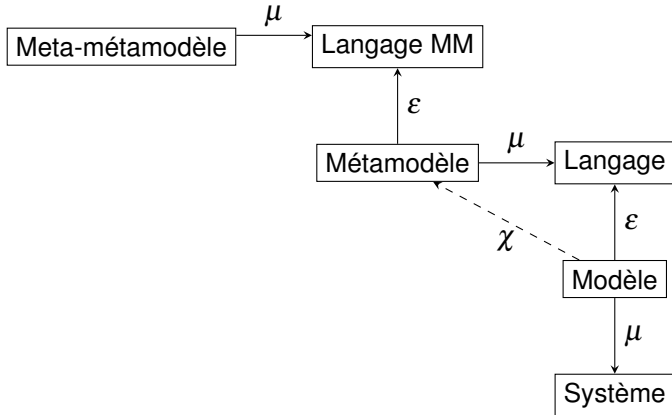 μ
Meta-métamodèle
Langage MM
ε
Métamodèle
μ
Langage
χ
ε
Modèle
μ
Système